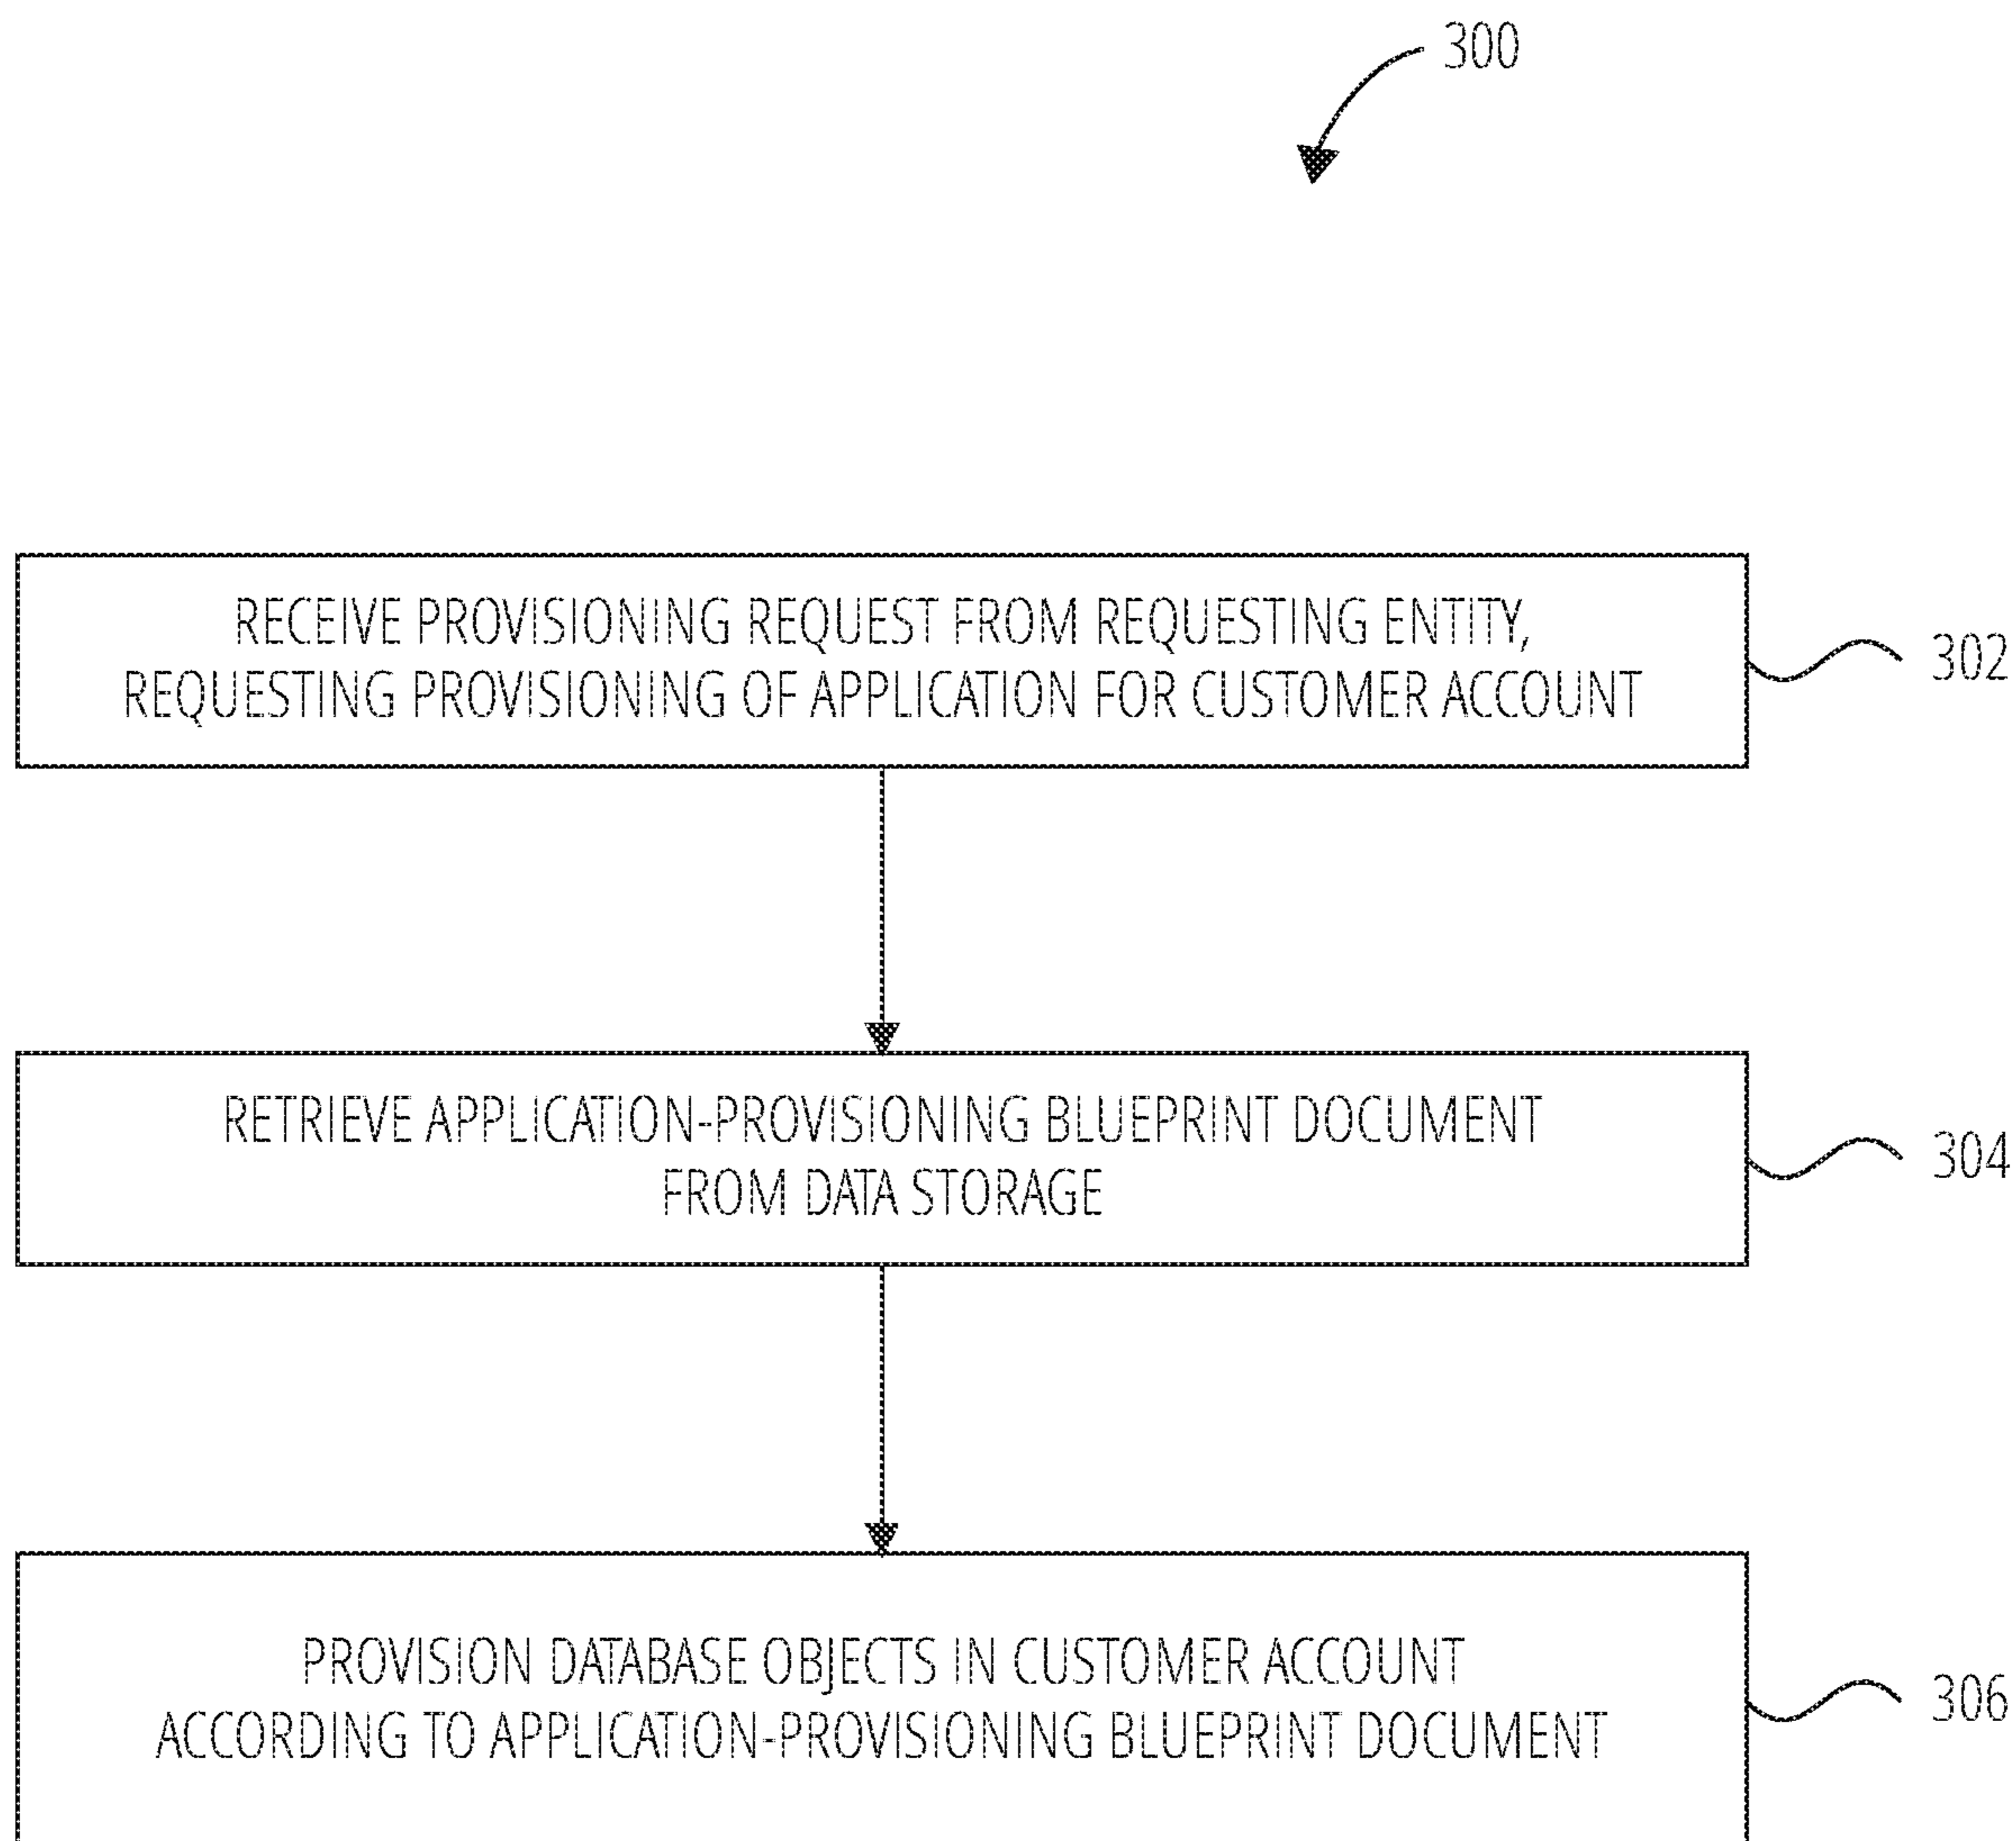 300
RECEIVE PROVISIONING REQUEST FROM REQUESTING ENTITY,
REQUESTING PROVISIONING OF APPLICATION FOR CUSTOMER ACCOUNT
302
RETRIEVE APPLICATION-PROVISIONING BLUEPRINT DOCUMENT
FROM DATA STORAGE
304
PROVISION DATABASE OBJECTS IN CUSTOMER ACCOUNT
ACCORDING TO APPLICATION-PROVISIONING BLUEPRINT DOCUMENT
306